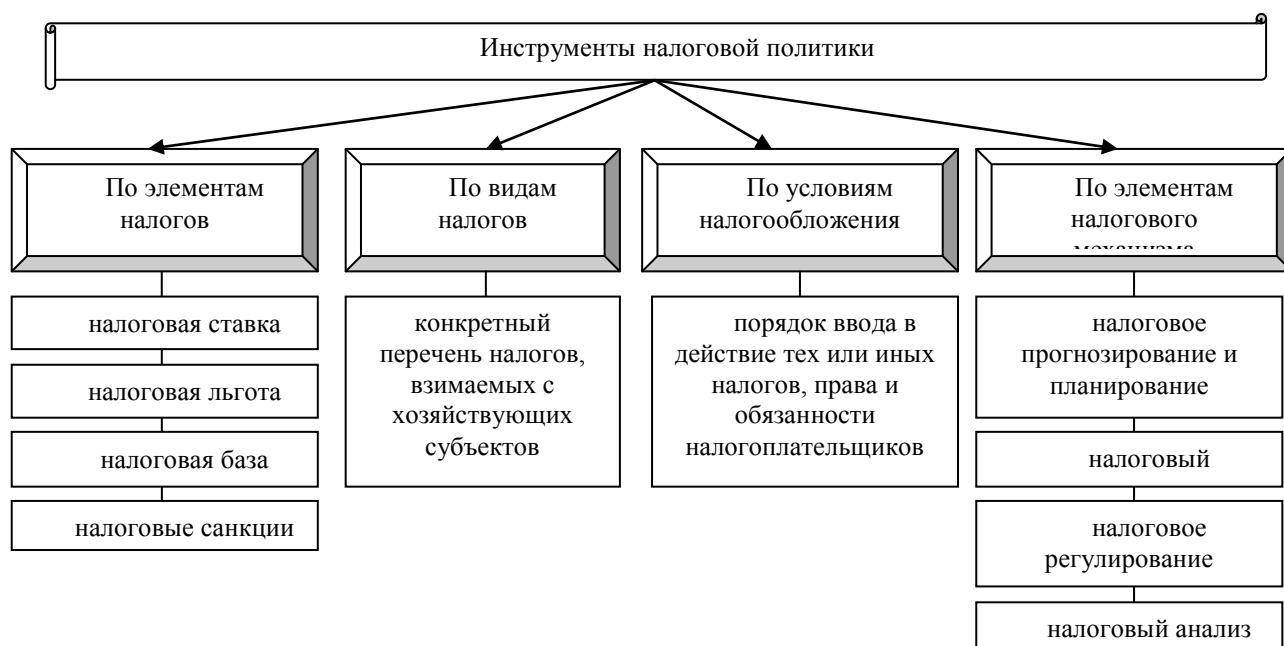 Инструменты налоговой политики
По элементам
налогов
налоговая ставка
налоговая льгота
налоговая база
налоговые санкции
По видам
налогов
конкретный
перечень налогов,
взимаемых с
хозяйствующих
субъектов
По условиям
налогообложения
порядок ввода в
действие тех или иных
налогов, права и
обязанности
налогоплательщиков
По элементам
налогового
механизма
налоговое
прогнозирование и
планирование
налоговый
налоговое
регулирование
налоговый анализ